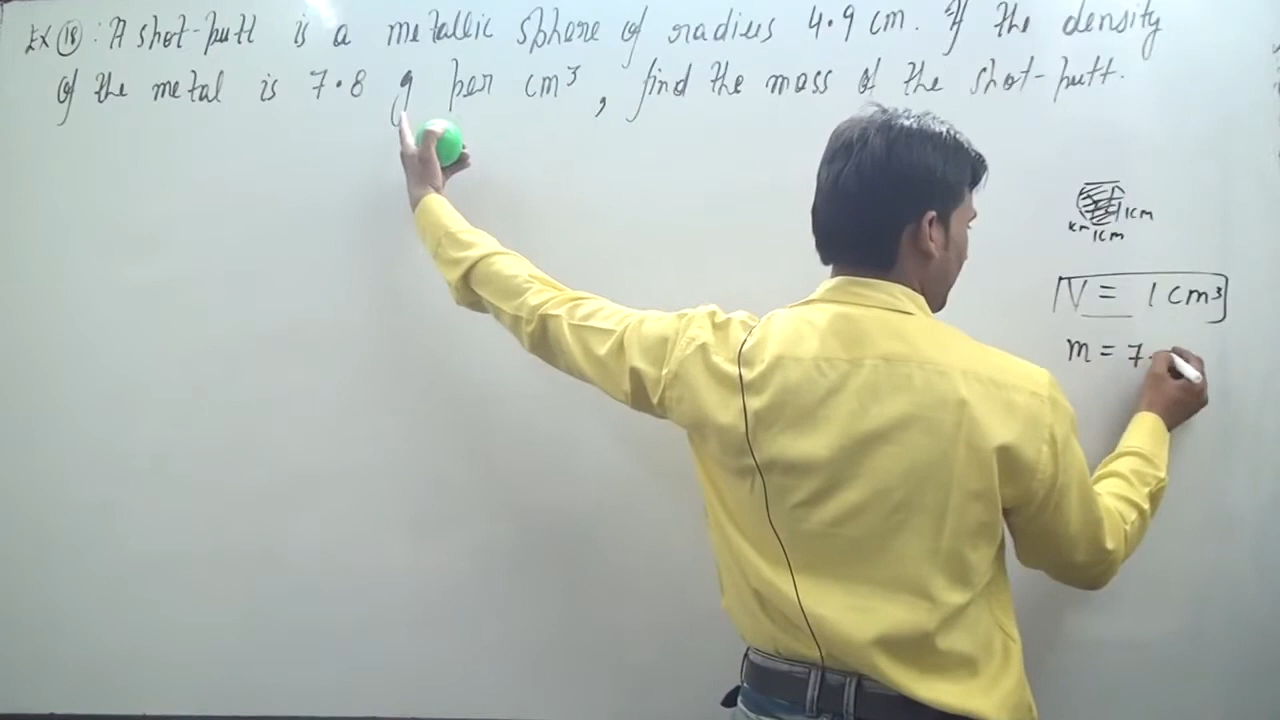 Ex 18 : A shot-putt is a metallic sphere of radius 4.9 cm. If the density
of the metal is 7.8 g per cm³, find the mass of the shot-putt.
1cm
1cm
V = 1 cm³
m = 7.